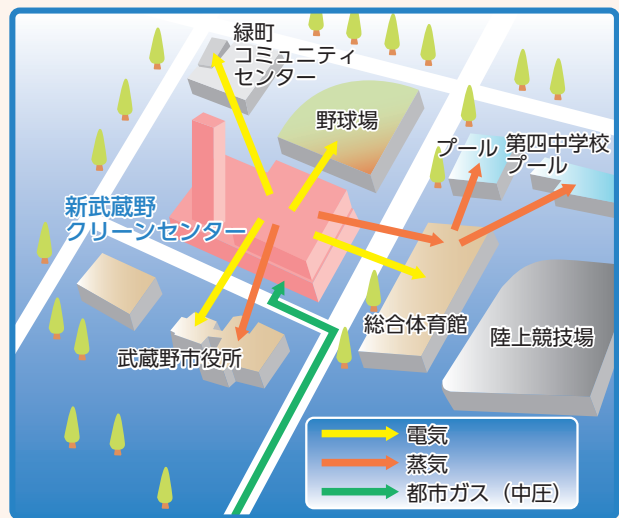 緑町
コミュニティ
センター
野球場
プール
第四中学校
プール
新武蔵野
クリーンセンター
総合体育館
陸上競技場
武蔵野市役所
電気
蒸気
都市ガス（中圧）